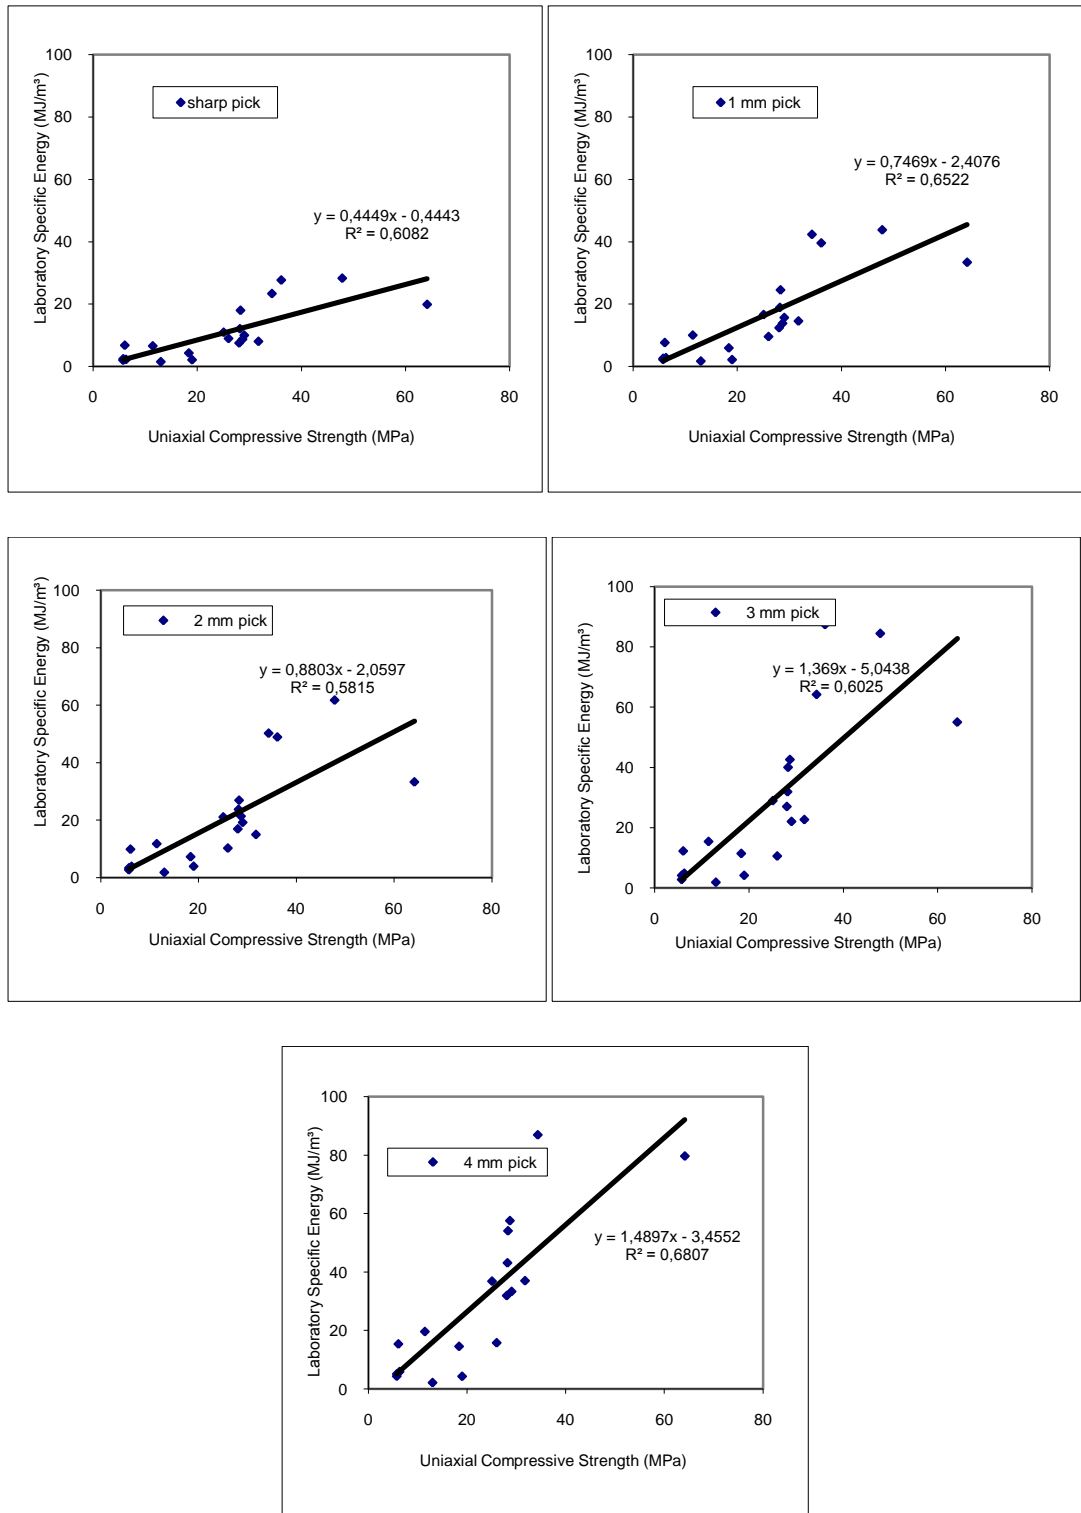 Laboratory Specific Energy (MJ/m³)
100
80
60
40
20
0
sharp pick
y = 0,4449x - 0,4443
R² = 0,6082
0 20 40 60 80
Uniaxial Compressive Strength (MPa)
Laboratory Specific Energy (MJ/m³)
100
80
60
40
20
0
1 mm pick
y = 0,7469x - 2,4076
R² = 0,6522
0 20 40 60 80
Uniaxial Compressive Strength (MPa)
Laboratory Specific Energy (MJ/m³)
100
80
60
40
20
0
2 mm pick
y = 0,8803x - 2,0597
R² = 0,5815
0 20 40 60 80
Uniaxial Compressive Strength (MPa)
Laboratory Specific Energy (MJ/m³)
100
80
60
40
20
0
3 mm pick
y = 1,369x - 5,0438
R² = 0,6025
0 20 40 60 80
Uniaxial Compressive Strength (MPa)
Laboratory Specific Energy (MJ/m³)
100
80
60
40
20
0
4 mm pick
y = 1,4897x - 3,4552
R² = 0,6807
0 20 40 60 80
Uniaxial Compressive Strength (MPa)